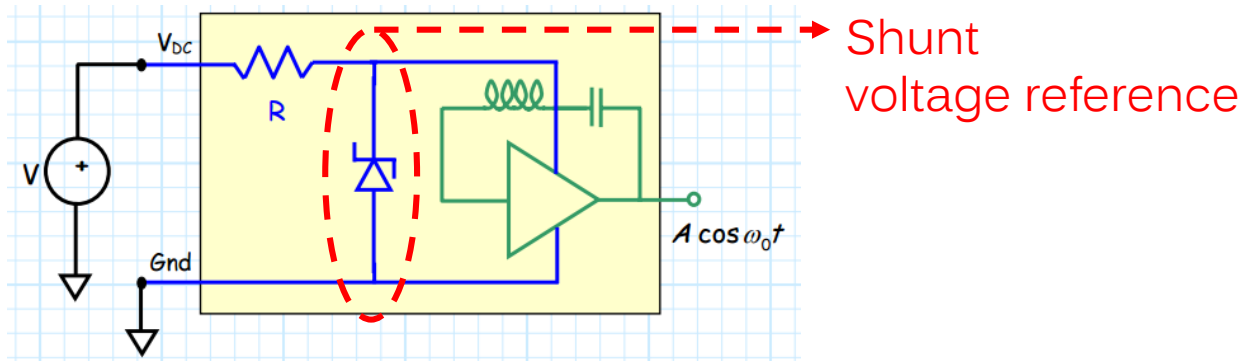 V_DC
Shunt
voltage reference
R
V
+
A cos ω₀t
Gnd